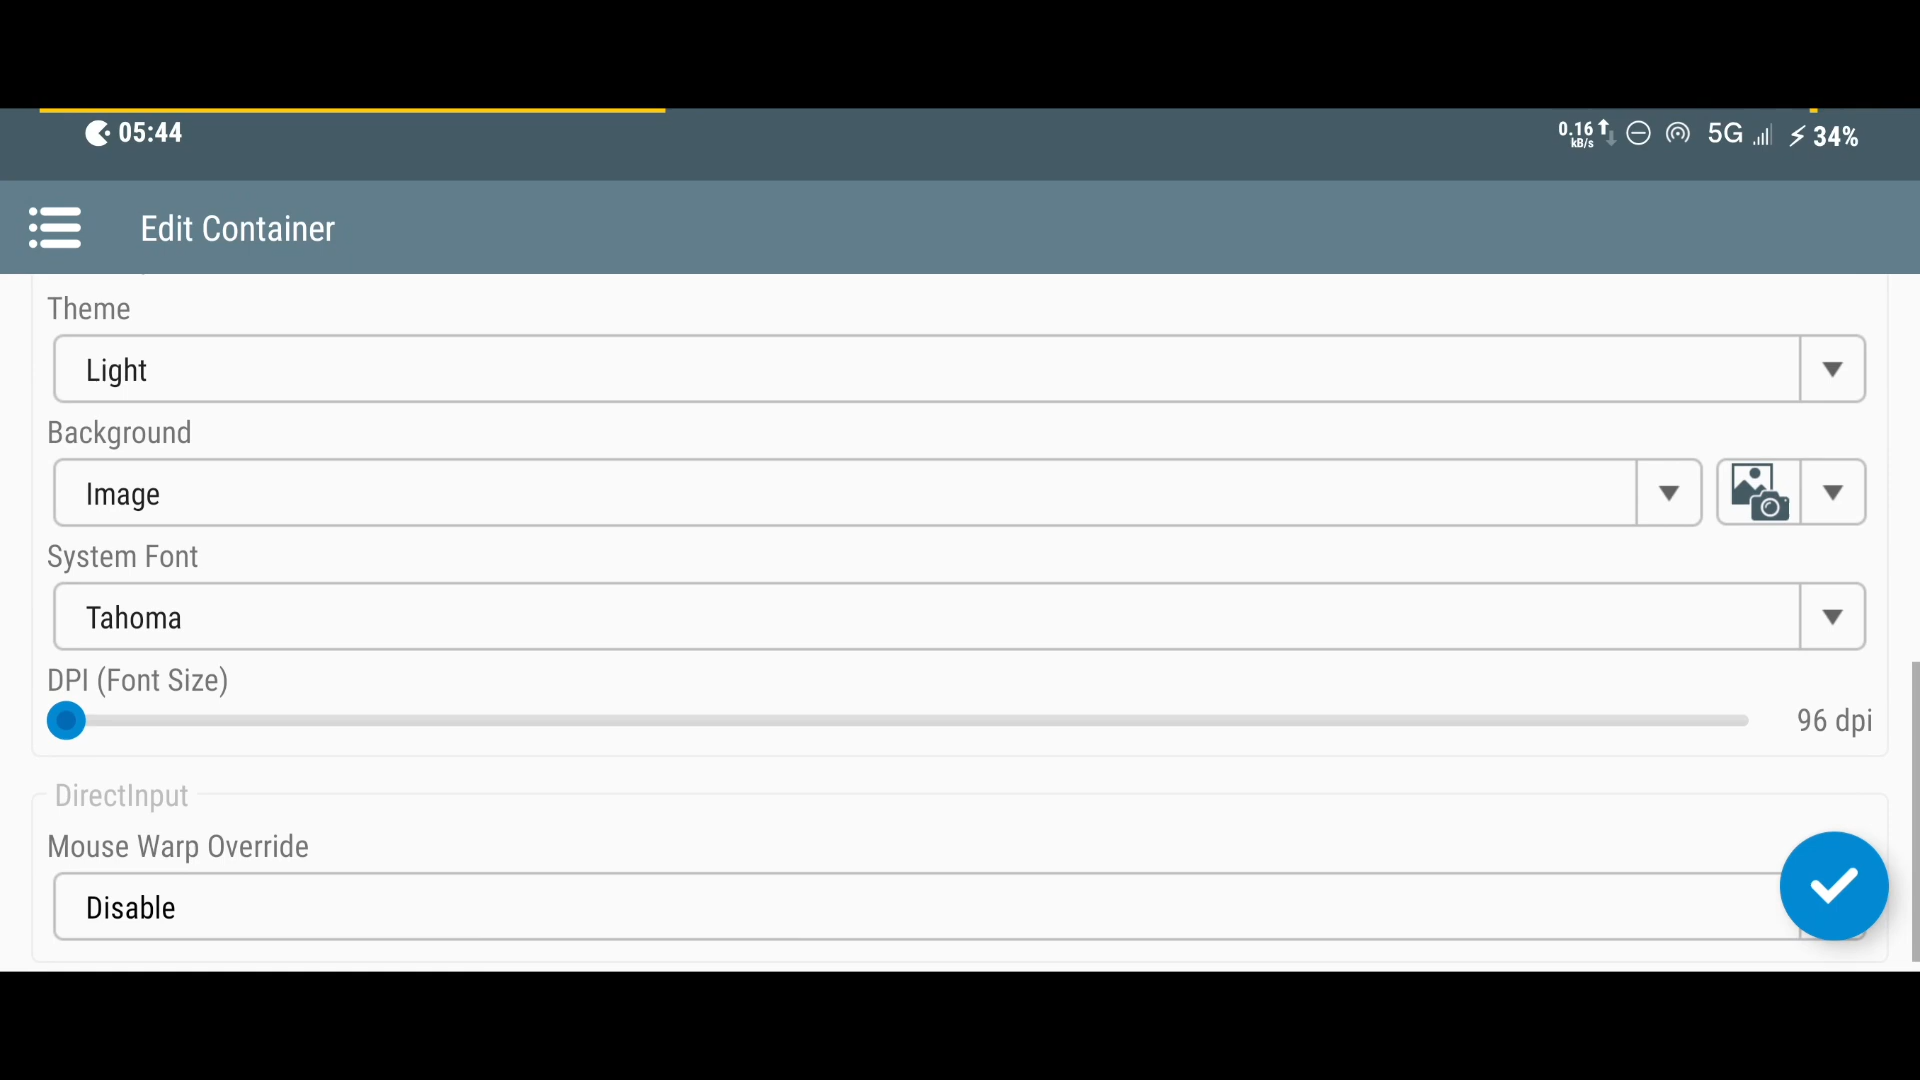 05:44
0.16 kB/s 5G 34%
Edit Container
Theme
Light
Background
Image
System Font
Tahoma
DPI (Font Size)
96 dpi
DirectInput
Mouse Warp Override
Disable